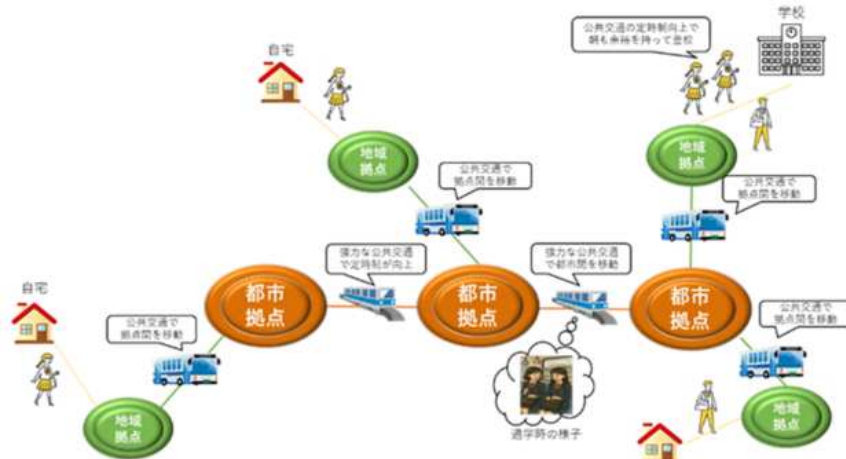 学校
公共交通の定時制向上で
朝も余裕を持って登校
自宅
地域
拠点
地域
拠点
公共交通で
拠点間を移動
公共交通で
拠点間を移動
強力な公共交通
で定時制が向上
強力な公共交通
で都市間を移動
自宅
都市
拠点
都市
拠点
都市
拠点
公共交通で
拠点間を移動
公共交通で
拠点間を移動
地域
拠点
通学時の様子
地域
拠点